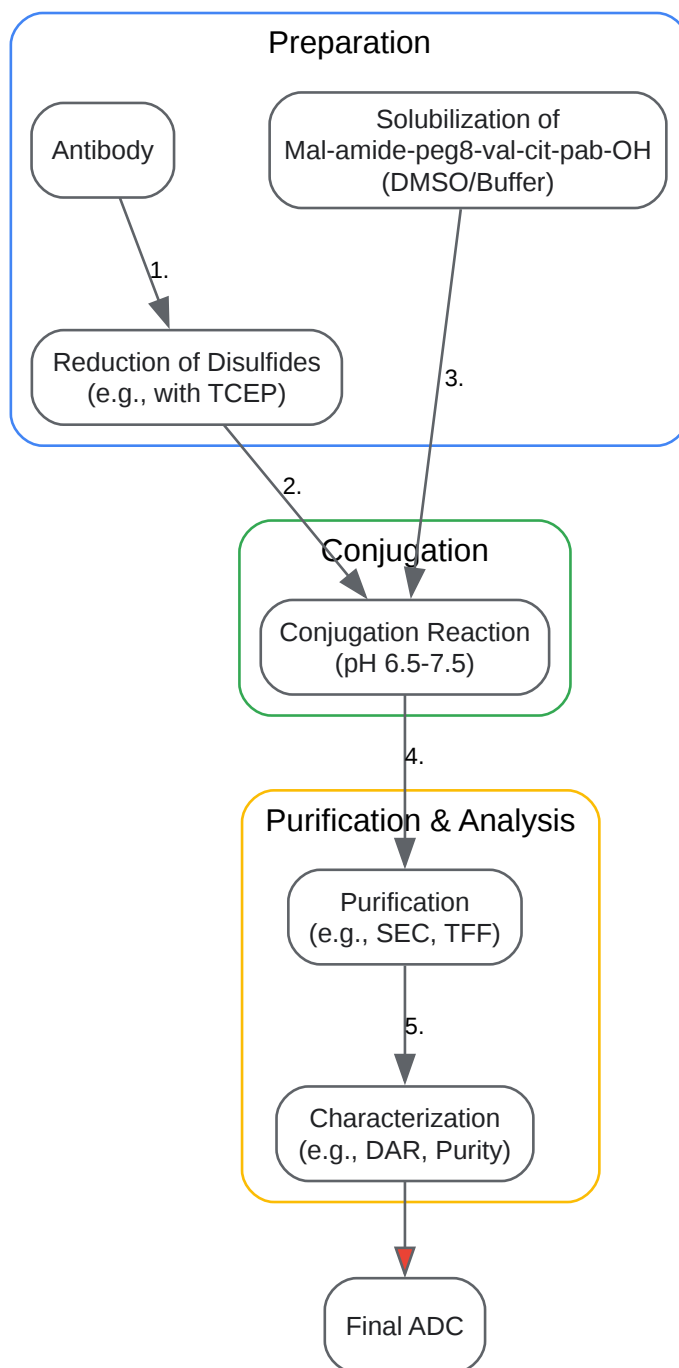 Preparation
Antibody
Solubilization of
Mal-amide-peg8-val-cit-pab-OH
(DMSO/Buffer)
1.
Reduction of Disulfides
(e.g., with TCEP)
3.
2.
Conjugation
Conjugation Reaction
(pH 6.5-7.5)
4.
Purification & Analysis
Purification
(e.g., SEC, TFF)
5.
Characterization
(e.g., DAR, Purity)
Final ADC